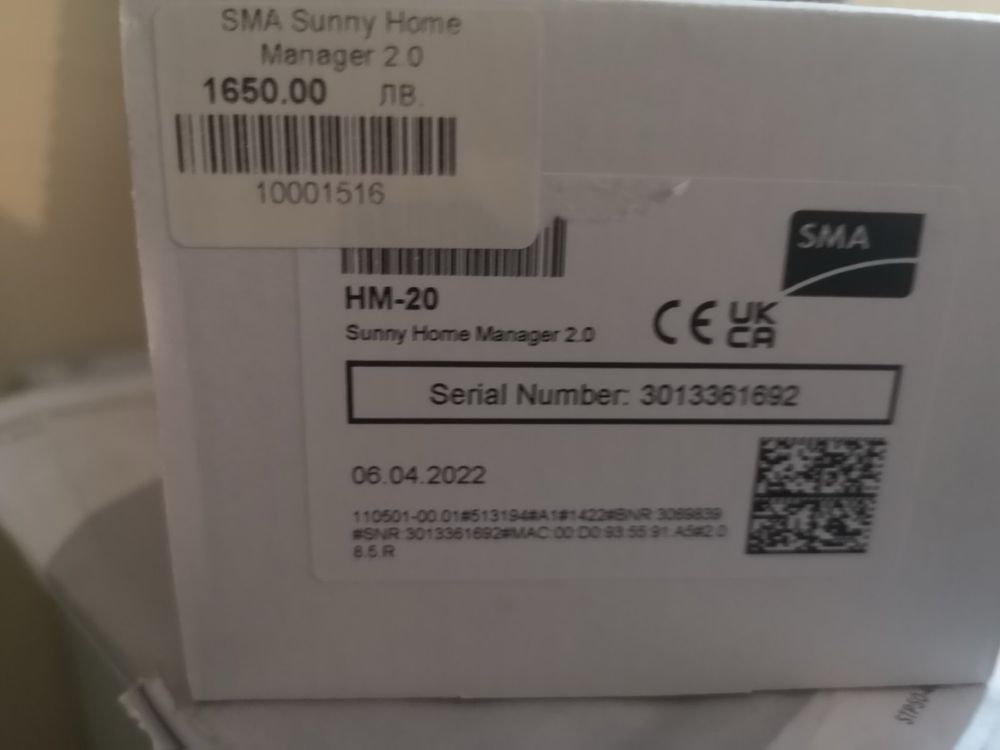 SMA Sunny Home
Manager 2.0
1650.00 лв.
10001516
SMA
HM-20
Sunny Home Manager 2.0
CE UK
CA
Serial Number: 3013361692
06.04.2022
110501-00.01#513194#A1#1422#BNR:3089839
#SNR:3013361692#MAC:00:D0:93:55:91:A5#2.0
8.5.R